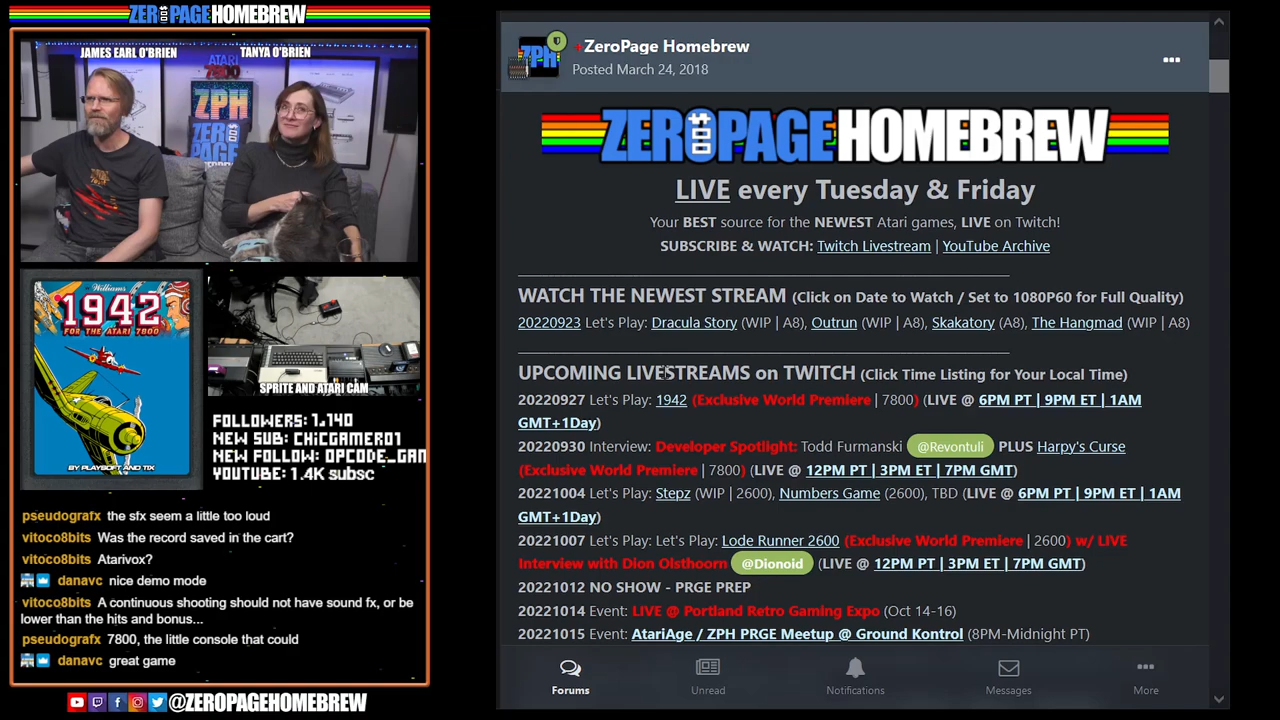 ZEROPAGEHOMEBREW
JAMES EARL O'BRIEN
TANYA O'BRIEN
ATARI
ZPH
ZERO
PAGE
Williams
1942
FOR THE ATARI 7800
BY PLAYSOFT AND TIX
SPRITE AND ATARI CAM
FOLLOWERS: 1,140
NEW SUB: CHICGAMER01
NEW FOLLOW: OPCODE_GAM
YOUTUBE: 1.4K subsc
pseudografx the sfx seem a little too loud
vitoco8bits Was the record saved in the cart?
vitoco8bits Atarivox?
danavc nice demo mode
vitoco8bits A continuous shooting should not have sound fx, or be
lower than the hits and bonus...
pseudografx 7800, the little console that could
danavc great game
@ZEROPAGEHOMEBREW
ZPH
+ZeroPage Homebrew
Posted March 24, 2018
ZEROPAGEHOMEBREW
LIVE every Tuesday & Friday
Your BEST source for the NEWEST Atari games, LIVE on Twitch!
SUBSCRIBE & WATCH: Twitch Livestream | YouTube Archive
WATCH THE NEWEST STREAM (Click on Date to Watch / Set to 1080P60 for Full Quality)
20220923 Let's Play: Dracula Story (WIP | A8), Outrun (WIP | A8), Skakatory (A8), The Hangmad (WIP | A8)
UPCOMING LIVESTREAMS on TWITCH (Click Time Listing for Your Local Time)
20220927 Let's Play: 1942 (Exclusive World Premiere | 7800) (LIVE @ 6PM PT | 9PM ET | 1AM
GMT+1Day)
20220930 Interview: Developer Spotlight: Todd Furmanski @Revontuli PLUS Harpy's Curse
(Exclusive World Premiere | 7800) (LIVE @ 12PM PT | 3PM ET | 7PM GMT)
20221004 Let's Play: Stepz (WIP | 2600), Numbers Game (2600), TBD (LIVE @ 6PM PT | 9PM ET | 1AM
GMT+1Day)
20221007 Let's Play: Let's Play: Lode Runner 2600 (Exclusive World Premiere | 2600) w/ LIVE
Interview with Dion Olsthoorn @Dionoid (LIVE @ 12PM PT | 3PM ET | 7PM GMT)
20221012 NO SHOW - PRGE PREP
20221014 Event: LIVE @ Portland Retro Gaming Expo (Oct 14-16)
20221015 Event: AtariAge / ZPH PRGE Meetup @ Ground Kontrol (8PM-Midnight PT)
Forums
Unread
Notifications
Messages
More